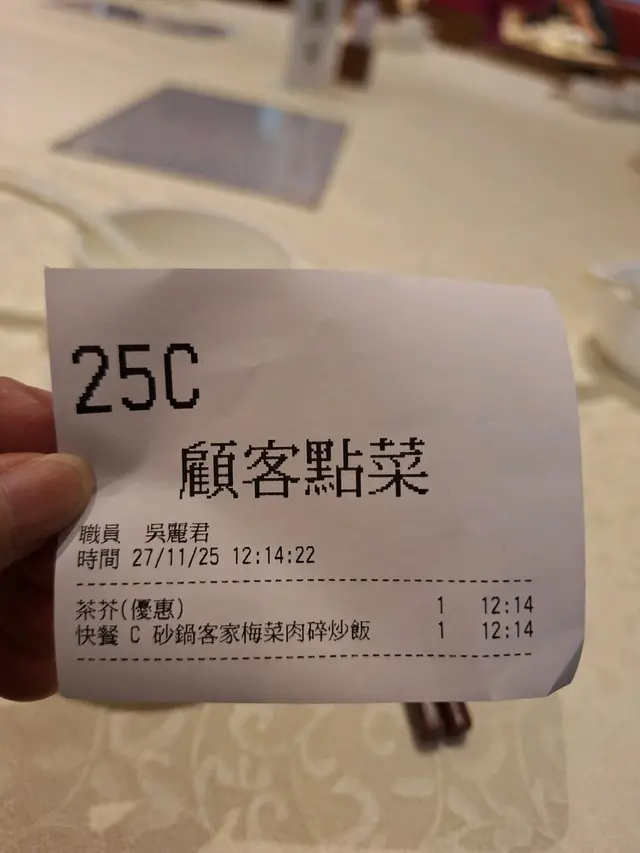 25C
顧客點菜
職員 吳麗君
時間 27/11/25 12:14:22
茶芥(優惠) 1 12:14
快餐 C 砂鍋客家梅菜肉碎炒飯 1 12:14